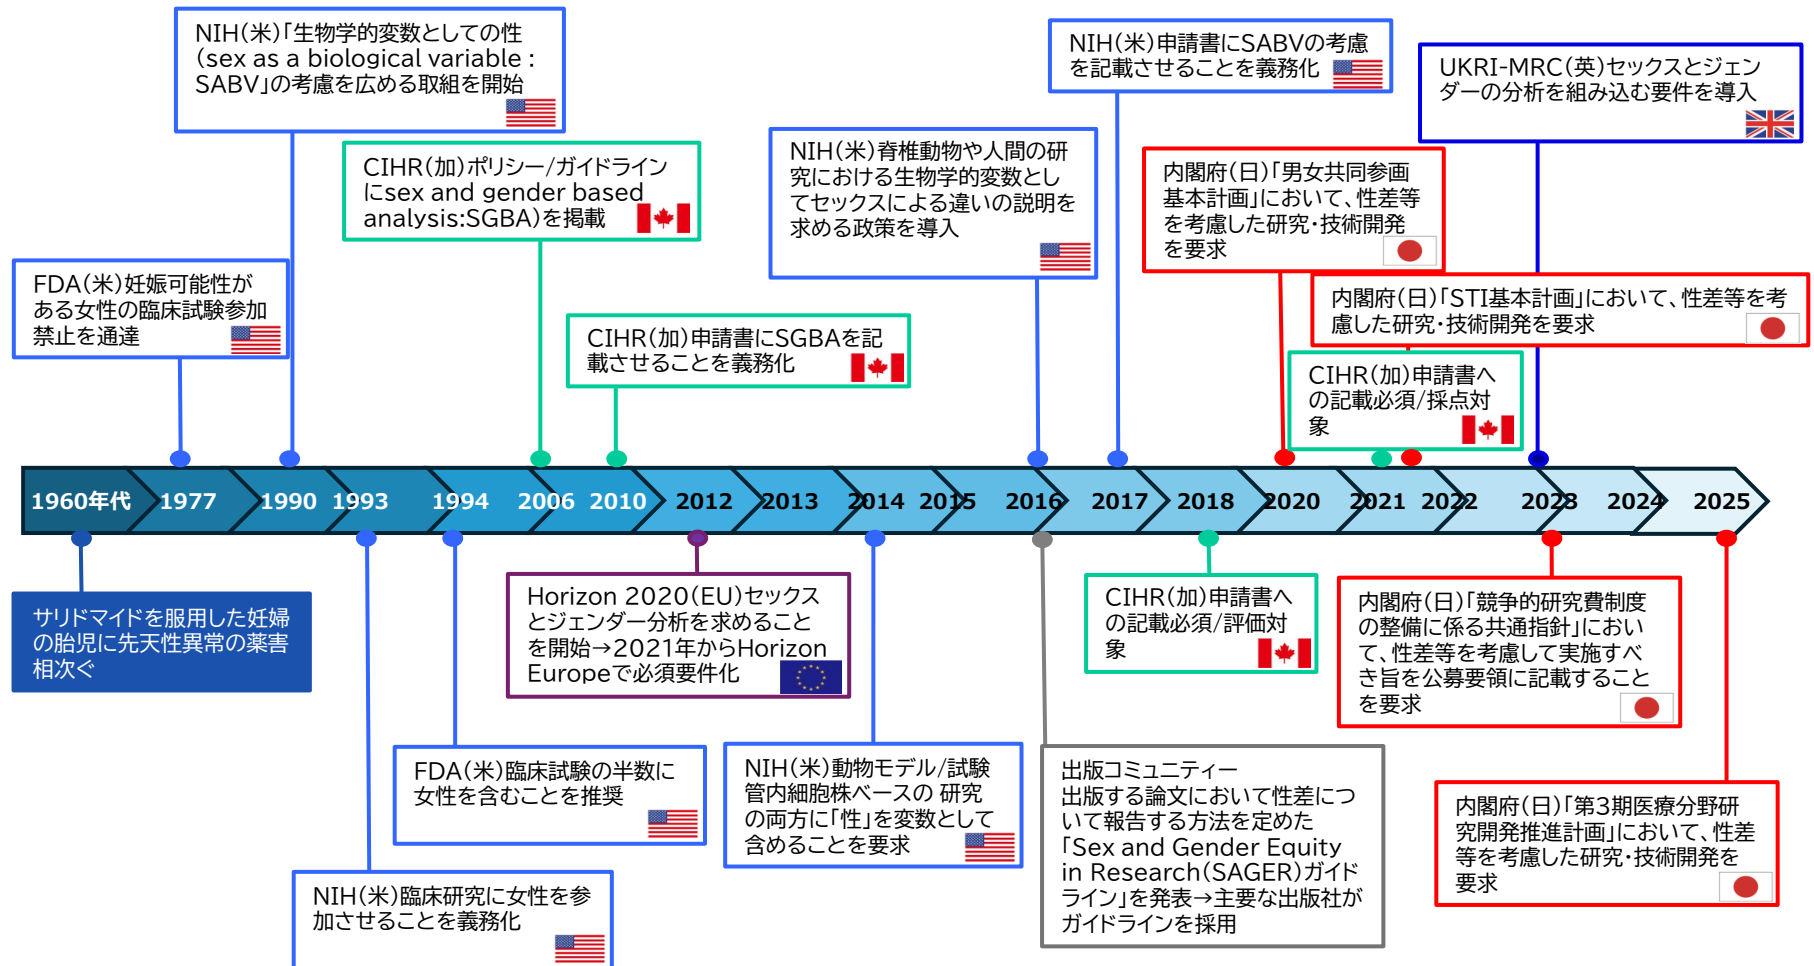 NIH(米)「生物学的変数としての性
(sex as a biological variable :
SABV」の考慮を広める取組を開始
NIH(米)申請書にSABVの考慮
を記載させることを義務化
UKRI-MRC(英)セックスとジェン
ダーの分析を組み込む要件を導入
CIHR(加)ポリシー/ガイドライン
にsex and gender based
analysis:SGBA)を掲載
NIH(米)脊椎動物や人間の研
究における生物学的変数とし
てセックスによる違いの説明を
求める政策を導入
内閣府(日)「男女共同参画
基本計画」において、性差等
を考慮した研究・技術開発
を要求
FDA(米)妊娠可能性が
ある女性の臨床試験参加
禁止を通達
CIHR(加)申請書にSGBAを記
載させることを義務化
内閣府(日)「STI基本計画」において、性差等を考
慮した研究・技術開発を要求
CIHR(加)申請書へ
の記載必須/採点対
象
1960年代 1977 1990 1993 1994 2006 2010 2012 2013 2014 2015 2016 2017 2018 2020 2021 2022 2023 2024 2025
サリドマイドを服用した妊婦
の胎児に先天性異常の薬害
相次ぐ
Horizon 2020(EU)セックス
とジェンダー分析を求めること
を開始→2021年からHorizon
Europeで必須要件化
CIHR(加)申請書へ
の記載必須/評価対
象
内閣府(日)「競争的研究費制度
の整備に係る共通指針」におい
て、性差等を考慮して実施すべ
き旨を公募要領に記載すること
を要求
FDA(米)臨床試験の半数に
女性を含むことを推奨
NIH(米)動物モデル/試験
管内細胞株ベースの 研究
の両方に「性」を変数として
含めることを要求
出版コミュニティー
出版する論文において性差につ
いて報告する方法を定めた
「Sex and Gender Equity
in Research(SAGER)ガイド
ライン」を発表→主要な出版社が
ガイドラインを採用
内閣府(日)「第3期医療分野研
究開発推進計画」において、性差
等を考慮した研究・技術開発を
要求
NIH(米)臨床研究に女性を参
加させることを義務化